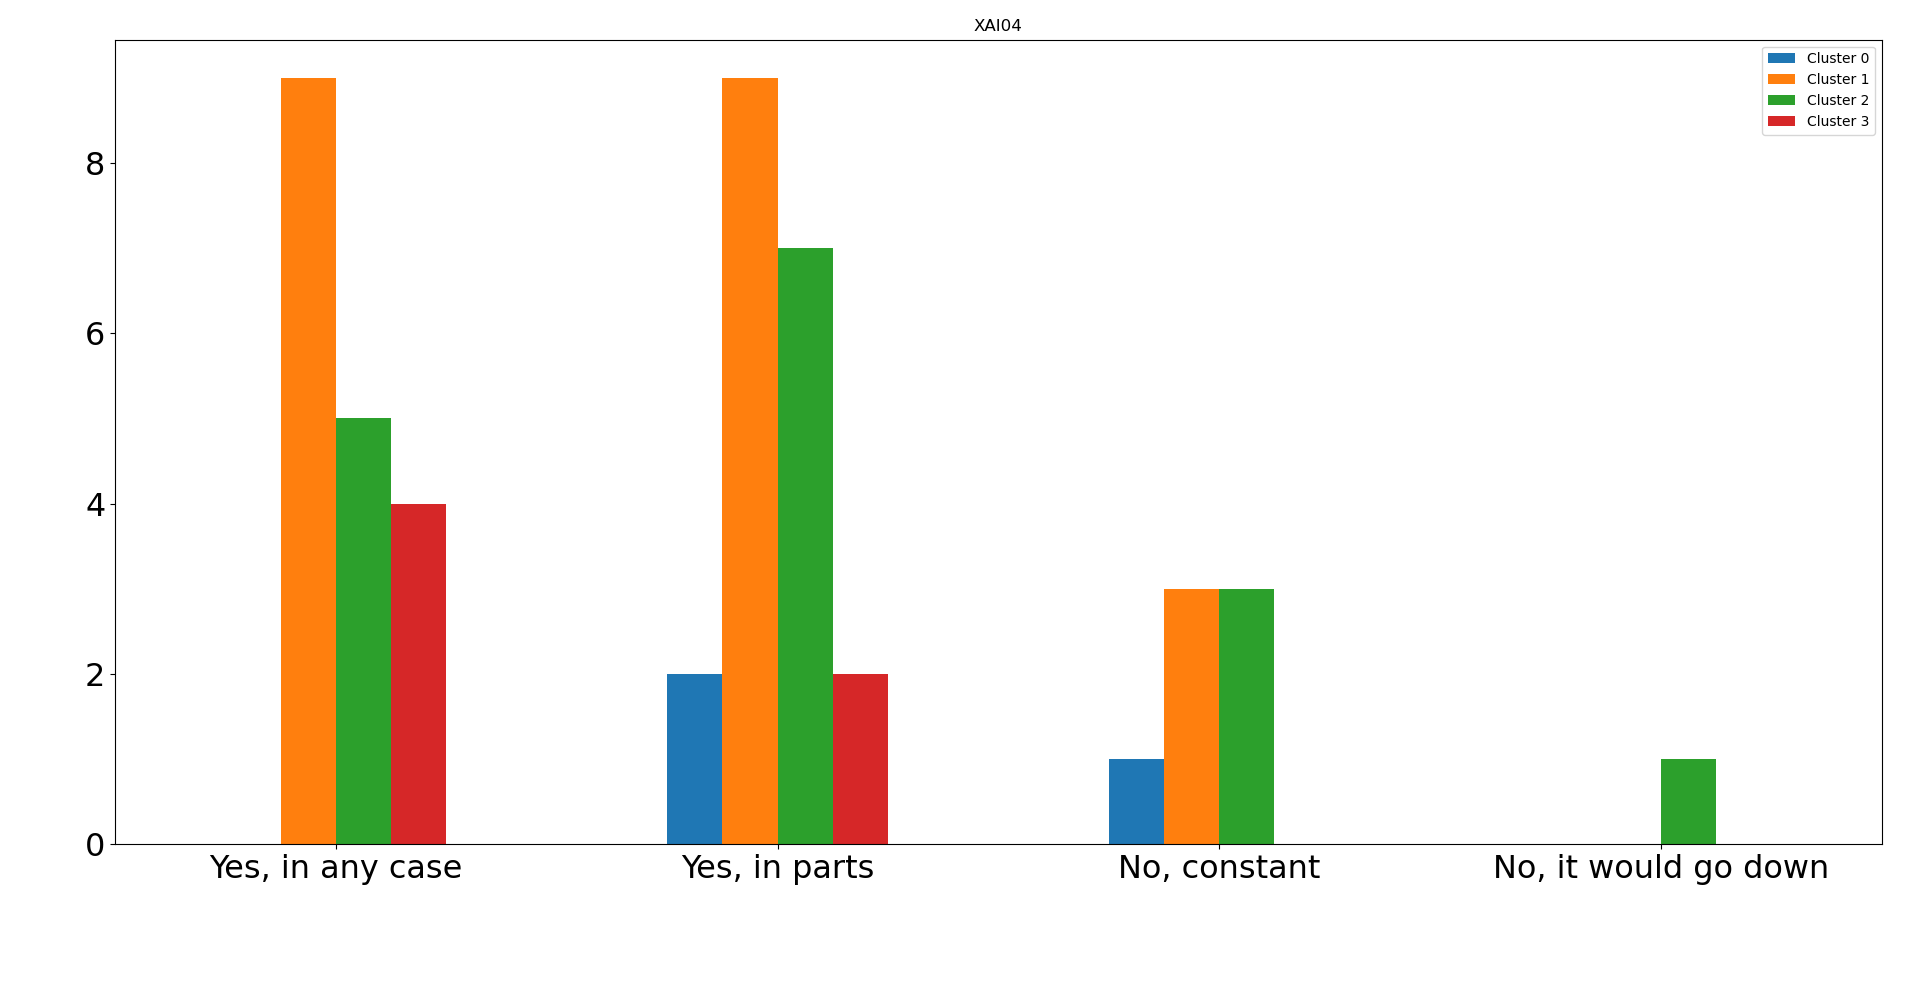 XAI04
Cluster 0
Cluster 1
Cluster 2
Cluster 3
8
6
4
2
0
Yes, in any case
Yes, in parts
No, constant
No, it would go down